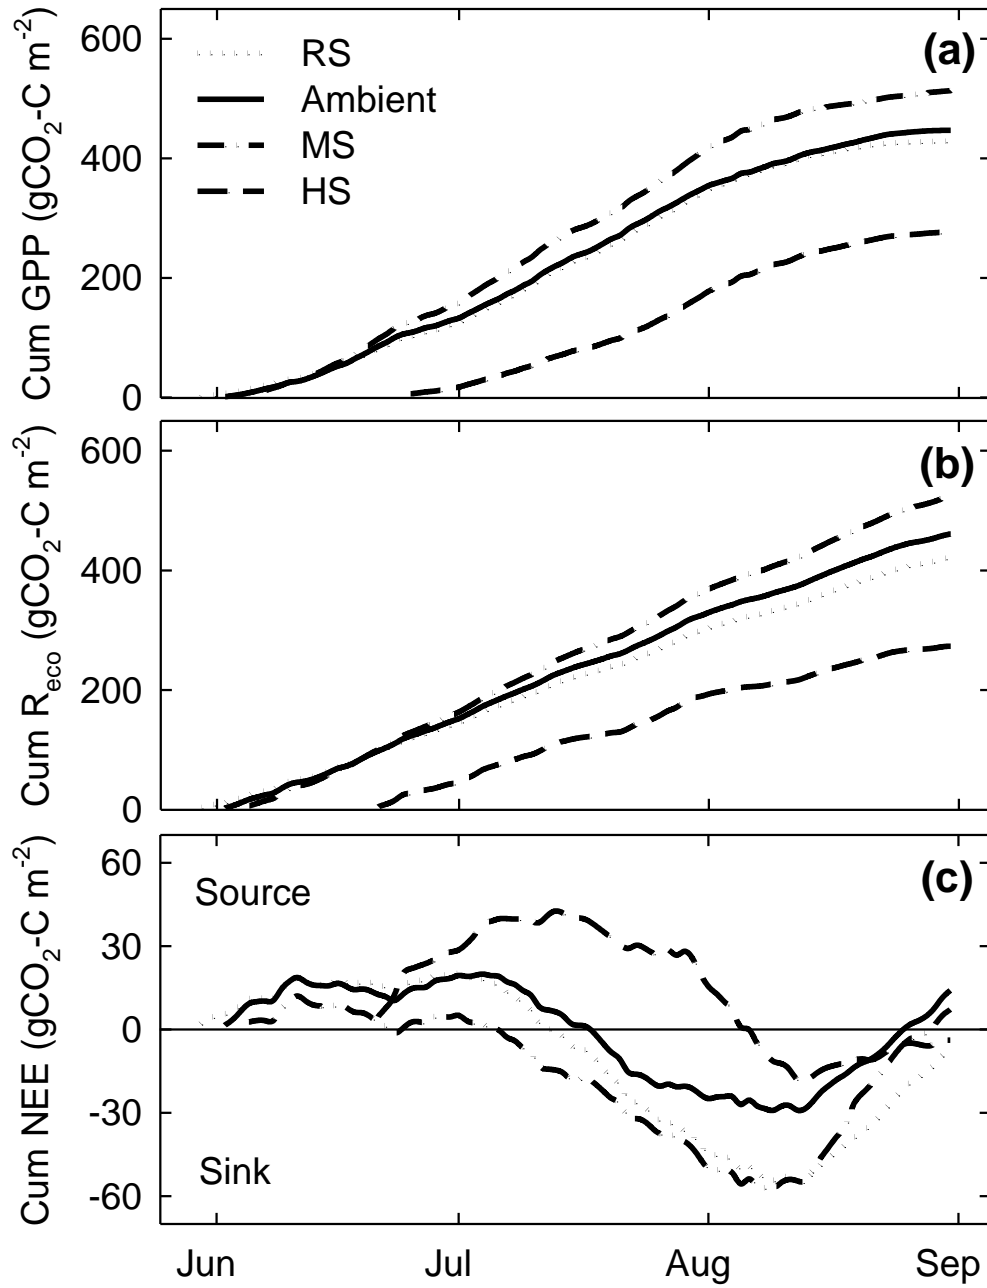 600
400
200
0
Cum GPP (gCO₂-C m⁻²)
RS
Ambient
MS
HS
(a)
600
400
200
0
Cum R_eco (gCO₂-C m⁻²)
(b)
60
30
0
-30
-60
Cum NEE (gCO₂-C m⁻²)
Source
Sink
(c)
Jun Jul Aug Sep